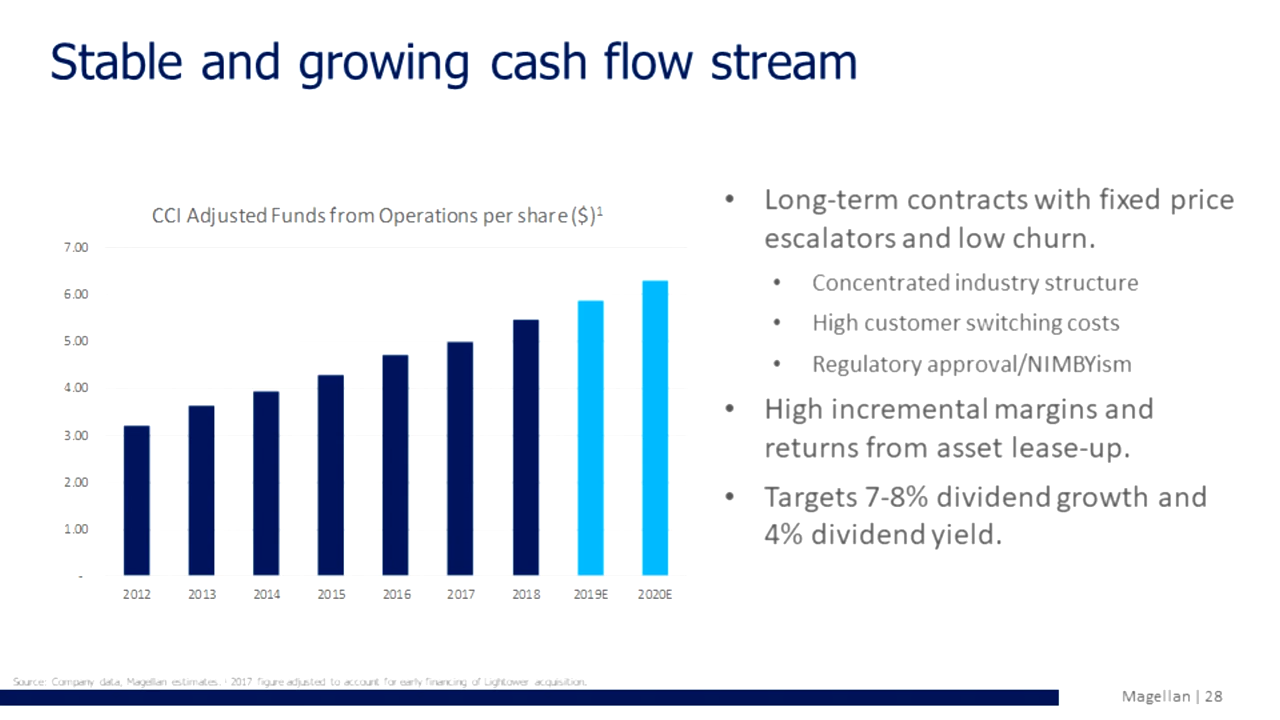 Stable and growing cash flow stream
CCI Adjusted Funds from Operations per share ($)¹
7.00
6.00
5.00
4.00
3.00
2.00
1.00
-
2012 2013 2014 2015 2016 2017 2018 2019E 2020E
• Long-term contracts with fixed price
escalators and low churn.
• Concentrated industry structure
• High customer switching costs
• Regulatory approval/NIMBYism
• High incremental margins and
returns from asset lease-up.
• Targets 7-8% dividend growth and
4% dividend yield.
Source: Company data, Magellan estimates. ¹ 2017 figure adjusted to account for early financing of Lightower acquisition.
Magellan | 28